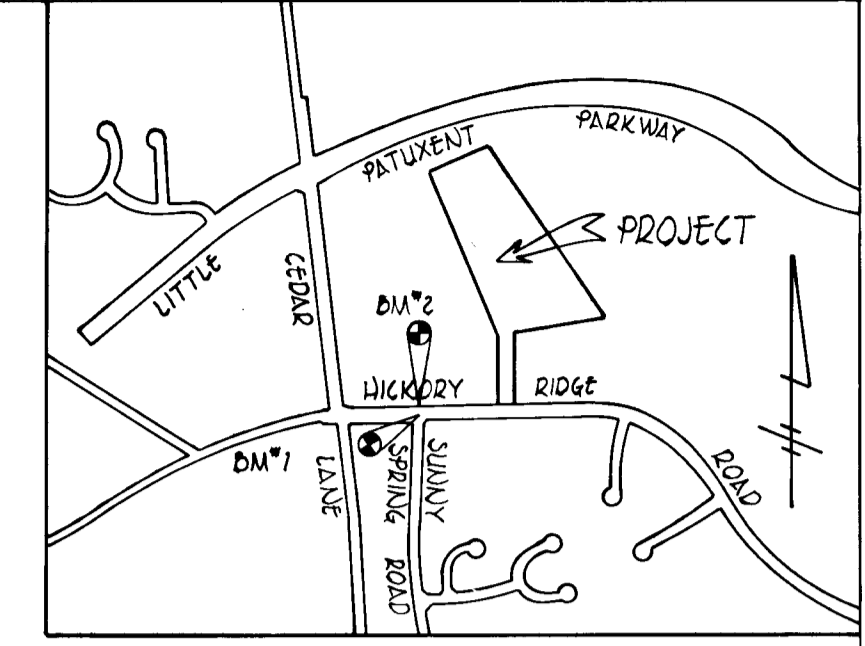 PARKWAY
PATUXENT
PROJECT
LITTLE
CEDAR
BM#2
HICKORY
RIDGE
BM#1
LANE
SPRING
SUNNY
ROAD
ROAD